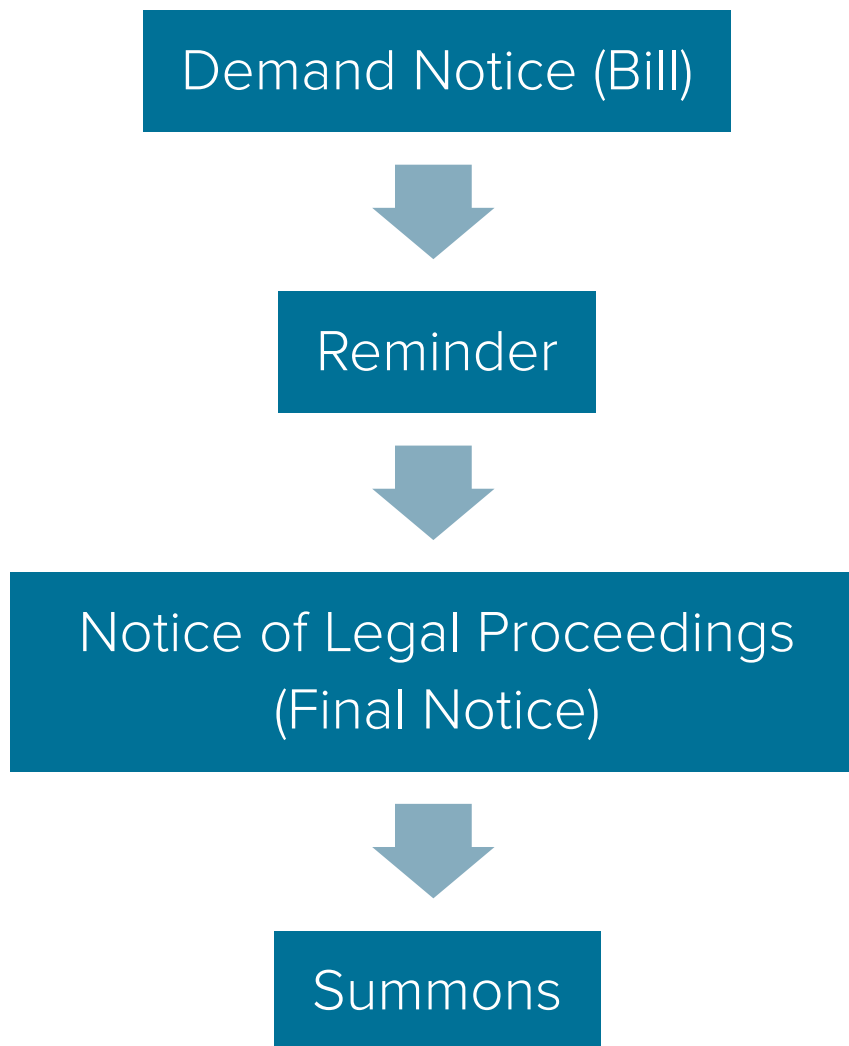 Demand Notice (Bill)
Reminder
Notice of Legal Proceedings
(Final Notice)
Summons